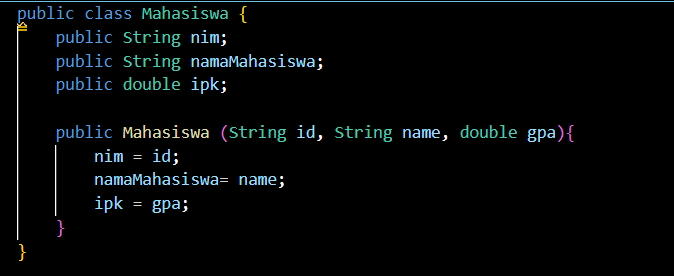 public class Mahasiswa {
    public String nim;
    public String namaMahasiswa;
    public double ipk;

    public Mahasiswa (String id, String name, double gpa){
        nim = id;
        namaMahasiswa= name;
        ipk = gpa;
    }
}